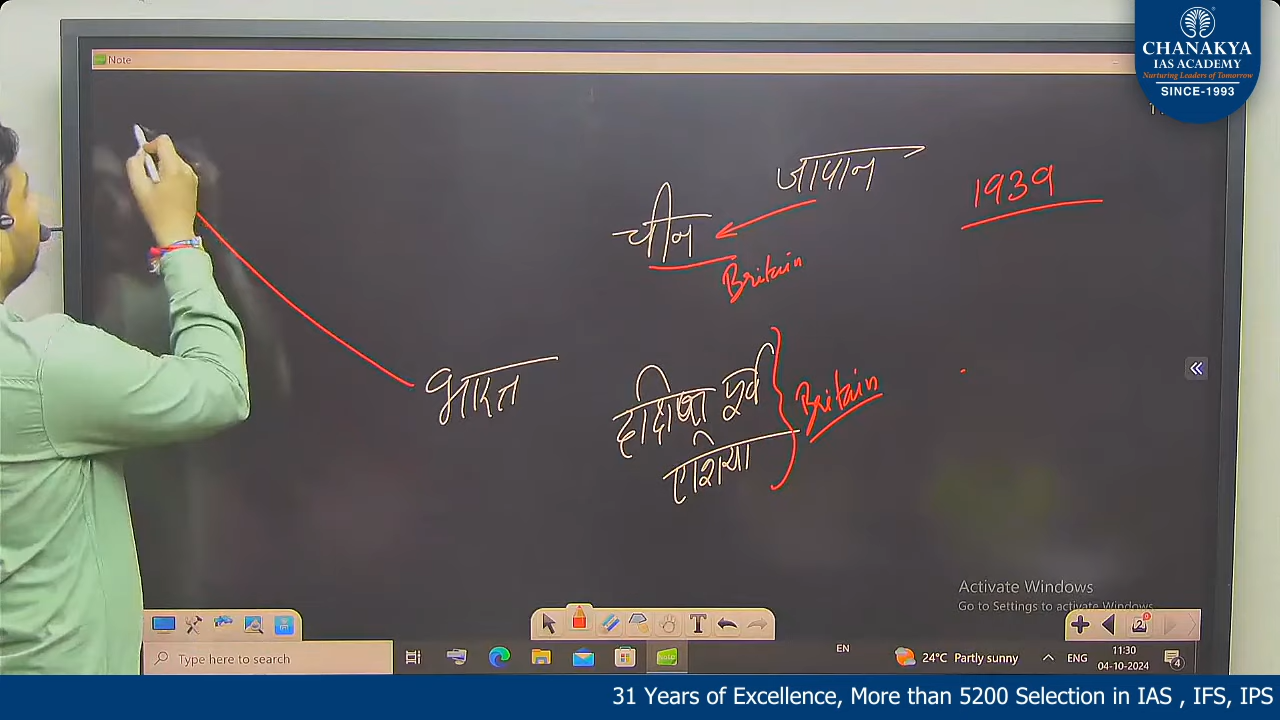 Note
CHANAKYA
IAS ACADEMY
Nurturing Leaders of Tomorrow
SINCE-1993
जापान
1939
चीन
Britain
भारत
दक्षिण पूर्व
एशिया
Britain
Activate Windows
Go to Settings to activate Windows.
Type here to search
EN
24°C Partly sunny
ENG
11:30
04-10-2024
4
31 Years of Excellence, More than 5200 Selection in IAS , IFS, IPS